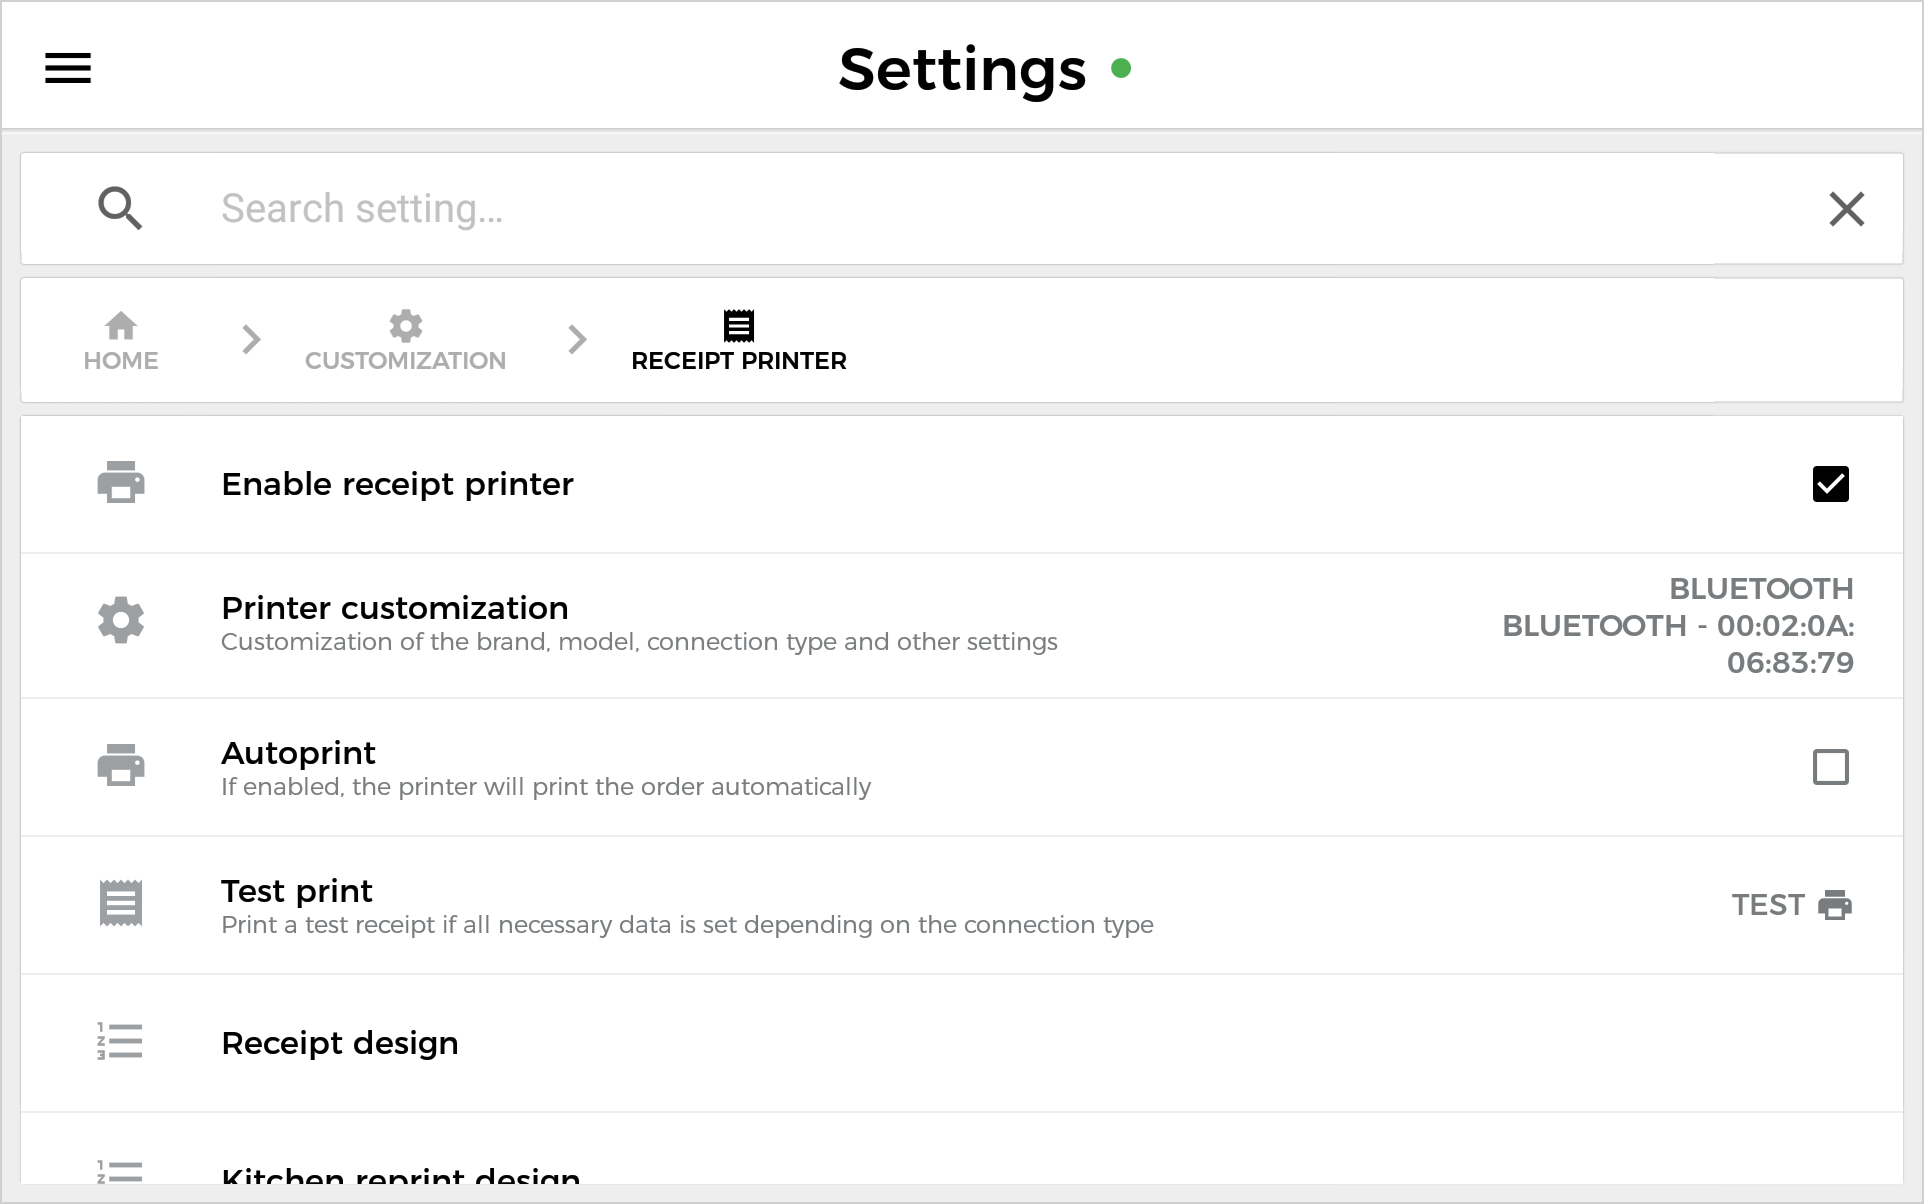 Settings
Search setting...
HOME
CUSTOMIZATION
RECEIPT PRINTER
Enable receipt printer
Printer customization
Customization of the brand, model, connection type and other settings
BLUETOOTH
BLUETOOTH - 00:02:0A:
06:83:79
Autoprint
If enabled, the printer will print the order automatically
Test print
Print a test receipt if all necessary data is set depending on the connection type
TEST
Receipt design
Kitchen reprint design